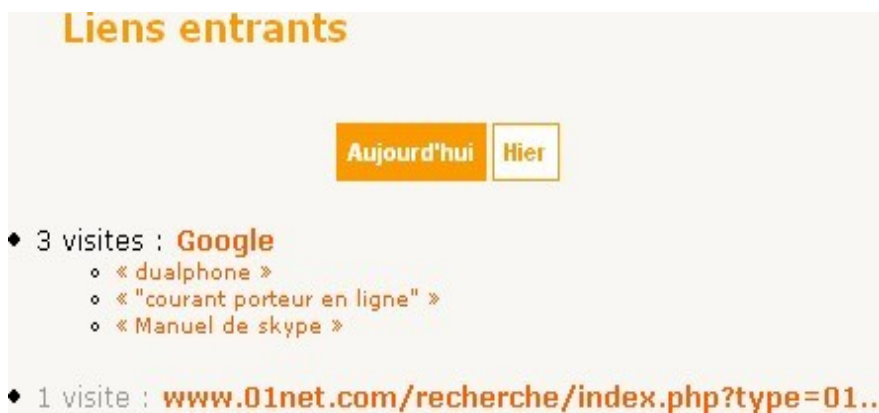 Liens entrants
Aujourd'hui Hier
3 visites : Google
« dualphone »
« "courant porteur en ligne" »
« Manuel de skype »
1 visite : www.01net.com/recherche/index.php?type=01..